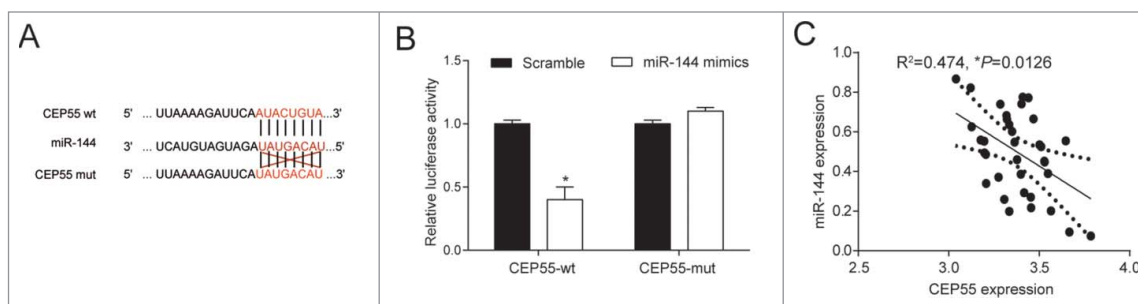 A
CEP55 wt 5' ... UUAAAAGAUUCAAUACUGUA...3'
miR-144 3' UCAUGUAGUAGAUAUGACAU...5'
CEP55 mut 5' ... UUAAAAGAUUCAUAUGACAU ...3'
B
Relative luciferase activity
1.5
1.0
0.5
0.0
Scramble miR-144 mimics
*
CEP55-wt CEP55-mut
C
miR-144 expression
1.0
0.8
0.6
0.4
0.2
0.0
R²=0.474, *P=0.0126
2.5 3.0 3.5 4.0
CEP55 expression